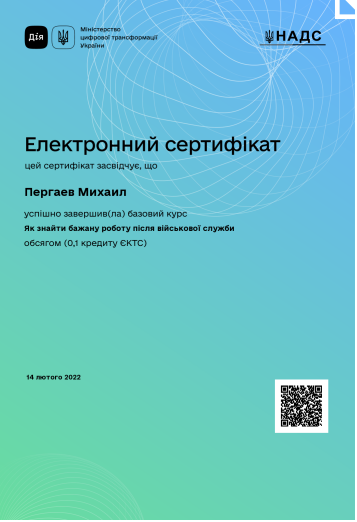 Дія
Міністерство
цифрової трансформації
України
НАДС
Електронний сертифікат
цей сертифікат засвідчує, що
Пергаев Михаил
успішно завершив(ла) базовий курс
Як знайти бажану роботу після військової служби
обсягом (0,1 кредиту ЄКТС)
14 лютого 2022